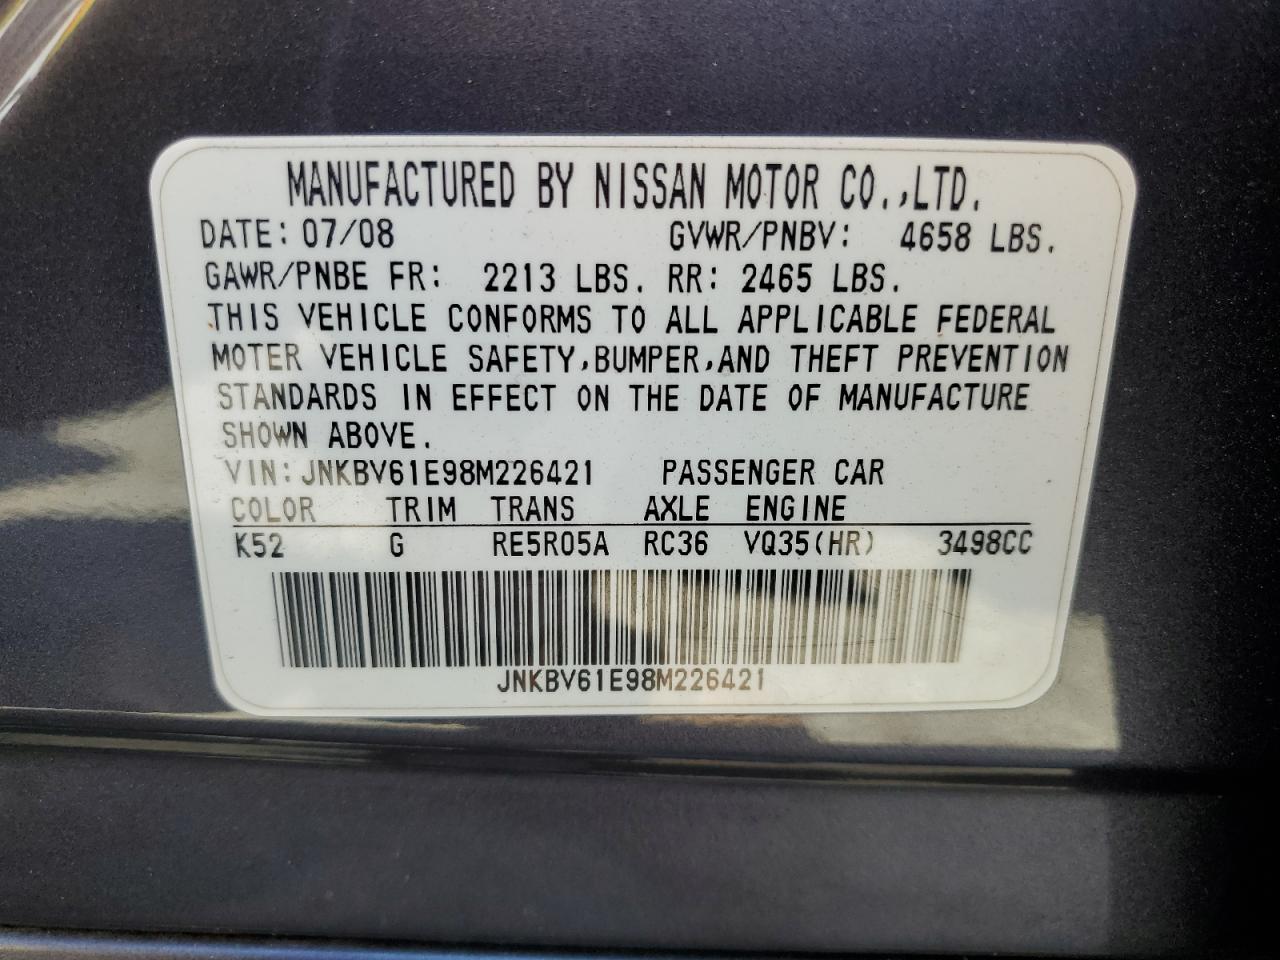 MANUFACTURED BY NISSAN MOTOR CO.,LTD.
DATE: 07/08 GVWR/PNBV: 4658 LBS.
GAWR/PNBE FR: 2213 LBS. RR: 2465 LBS.
THIS VEHICLE CONFORMS TO ALL APPLICABLE FEDERAL
MOTER VEHICLE SAFETY,BUMPER,AND THEFT PREVENTION
STANDARDS IN EFFECT ON THE DATE OF MANUFACTURE
SHOWN ABOVE.
VIN:JNKBV61E98M226421 PASSENGER CAR
COLOR TRIM TRANS AXLE ENGINE
K52 G RE5R05A RC36 VQ35(HR) 3498CC
JNKBV61E98M226421